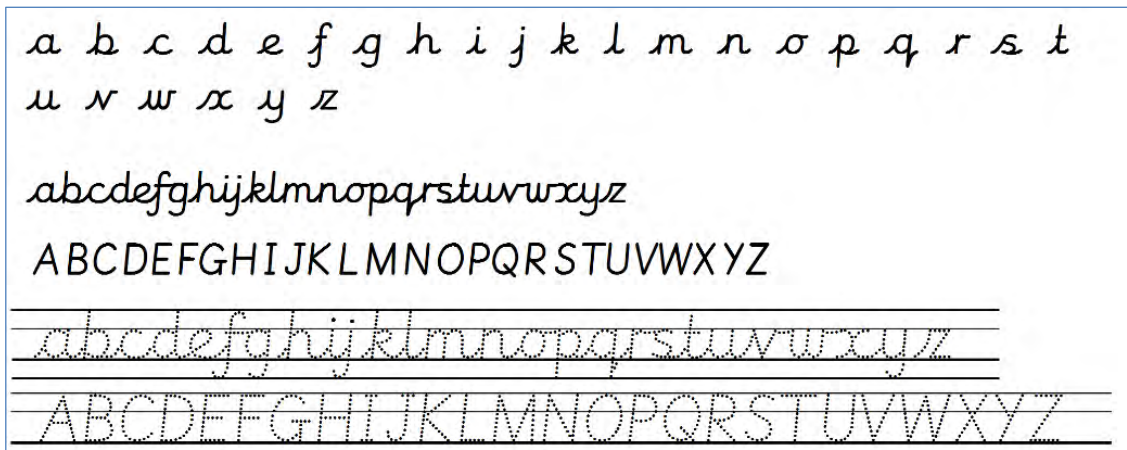 a b c d e f g h i j k l m n o p q r s t
u v w x y z
abcdefghijklmnopqrstuvwxyz
ABCDEFGHIJKLMNOPQRSTUVWXYZ
abcdefghijklmnopqrstuvwxyz
ABCDEFGHIJKLMNOPQRSTUVWXYZ